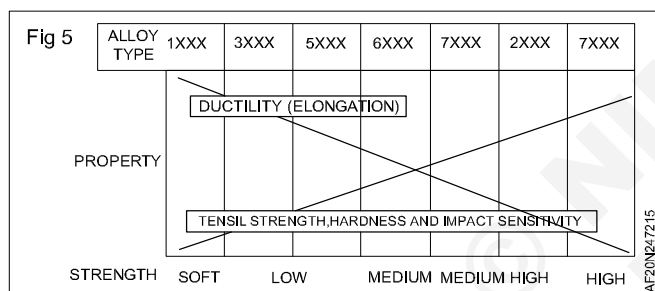 Fig 5
ALLOY TYPE 1XXX 3XXX 5XXX 6XXX 7XXX 2XXX 7XXX
DUCTILITY (ELONGATION)
PROPERTY
TENSIL STRENGTH,HARDNESS AND IMPACT SENSITIVITY
STRENGTH SOFT LOW MEDIUM MEDIUM HIGH HIGH
AF20N247215
© NI